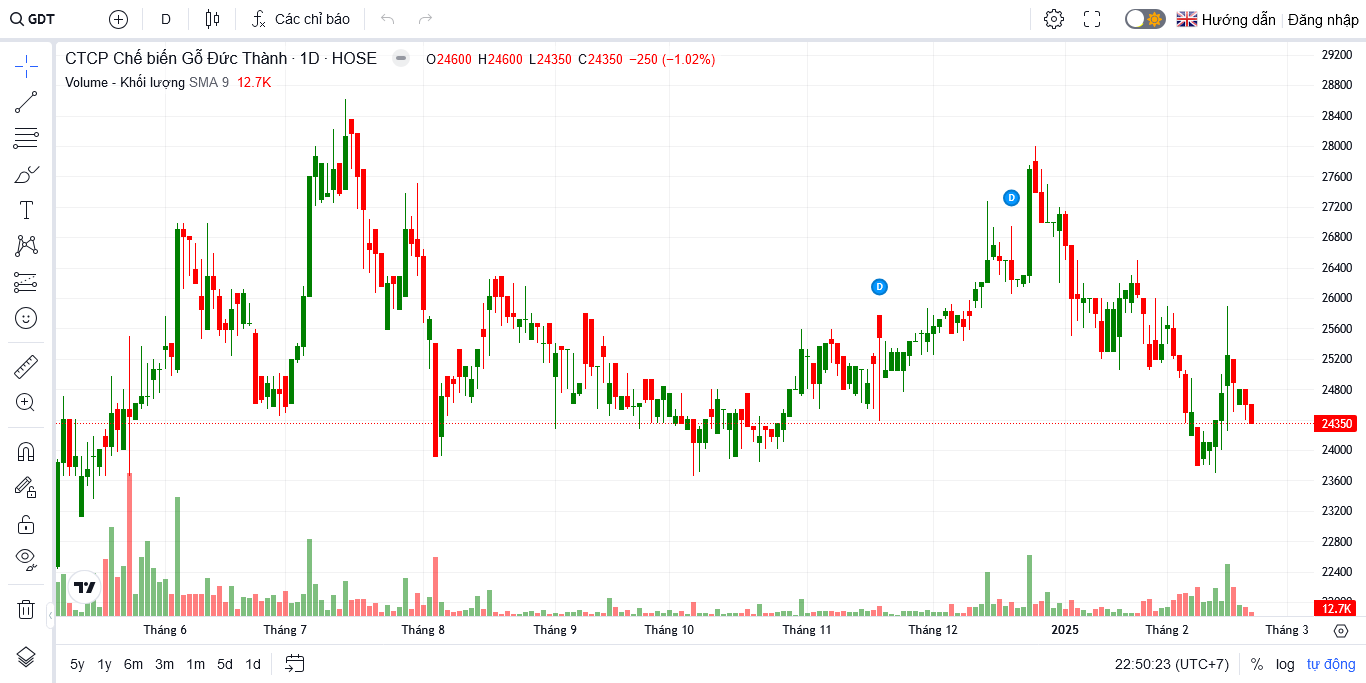 GDT D Các chỉ báo Hướng dẫn Đăng nhập
CTCP Chế biến Gỗ Đức Thành · 1D · HOSE O24600 H24600 L24350 C24350 −250 (−1.02%)
Volume - Khối lượng SMA 9 12.7K
29200
28800
28400
28000
27600
27200
D
26800
26400
D
26000
25600
25200
24800
24350
24000
23600
23200
22800
22400
22000
12.7K
Tháng 6 Tháng 7 Tháng 8 Tháng 9 Tháng 10 Tháng 11 Tháng 12 2025 Tháng 2 Tháng 3
5y 1y 6m 3m 1m 5d 1d 22:50:23 (UTC+7) % log tự động